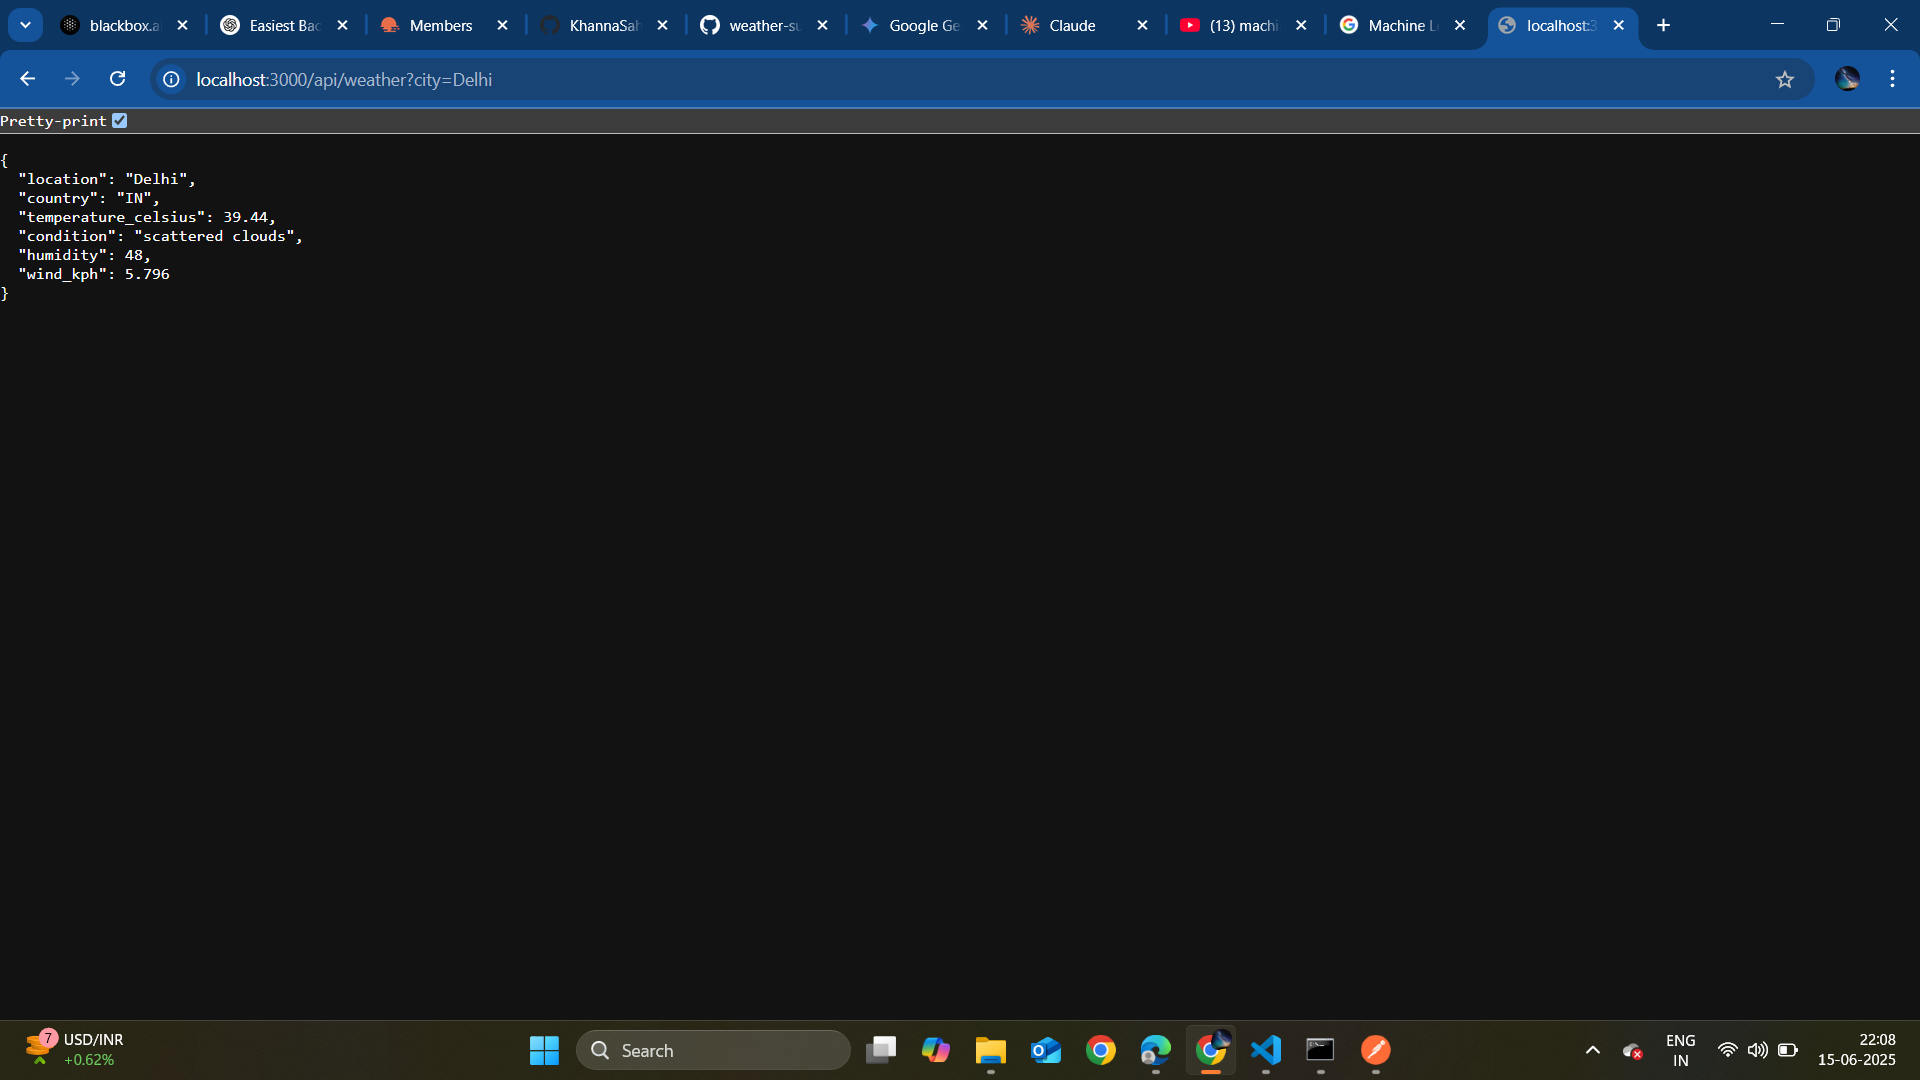 blackbox.a
Easiest Bac
Members
KhannaSah
weather-su
Google Ge
Claude
(13) machi
Machine Le
localhost:3
localhost:3000/api/weather?city=Delhi
Pretty-print
{
"location": "Delhi",
"country": "IN",
"temperature_celsius": 39.44,
"condition": "scattered clouds",
"humidity": 48,
"wind_kph": 5.796
}
7
USD/INR
+0.62%
Search
ENG
IN
22:08
15-06-2025